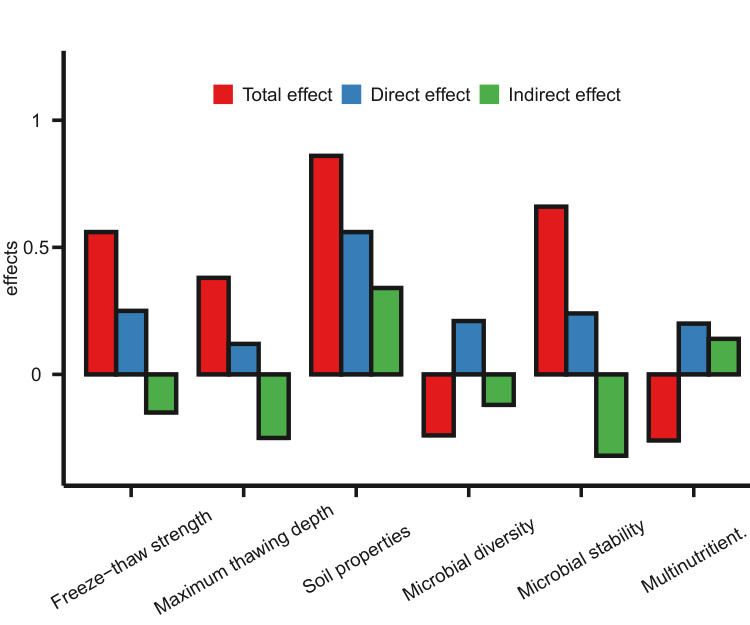 Total effect Direct effect Indirect effect
1
0.5
0
effects
Freeze−thaw strength
Maximum thawing depth
Soil properties
Microbial diversity
Microbial stability
Multinutritient.